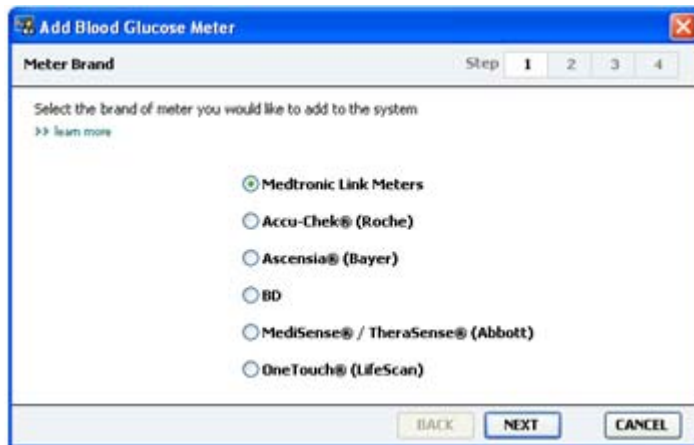 Add Blood Glucose Meter
Meter Brand Step 1 2 3 4
Select the brand of meter you would like to add to the system
>> learn more
Medtronic Link Meters
Accu-Chek® (Roche)
Ascensia® (Bayer)
BD
MediSense® / TheraSense® (Abbott)
OneTouch® (LifeScan)
BACK NEXT CANCEL